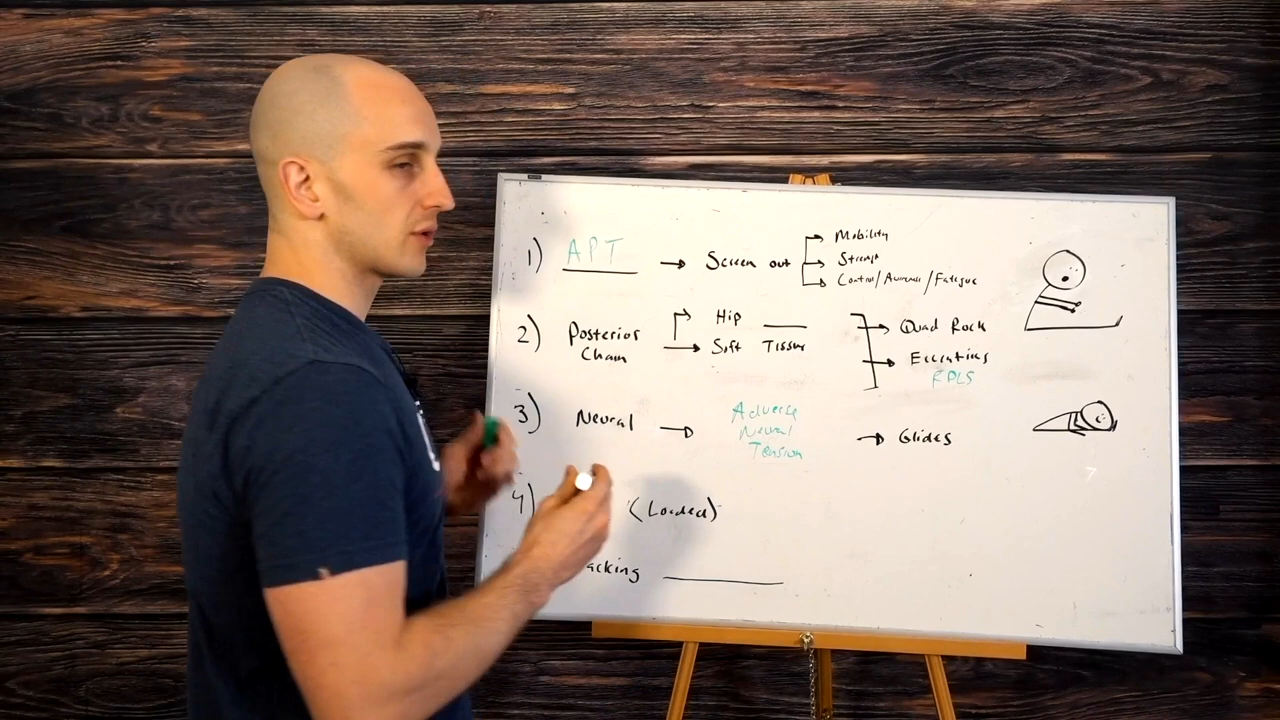 1) APT → Screen out
Mobility
Strength
Control/Awareness/Fatigue
2) Posterior Chain
Hip
Soft Tissue
Quad Rock
Eccentrics
RDLS
3) Neural → Adverse Neural Tension → Glides
4) (Loaded)
acking